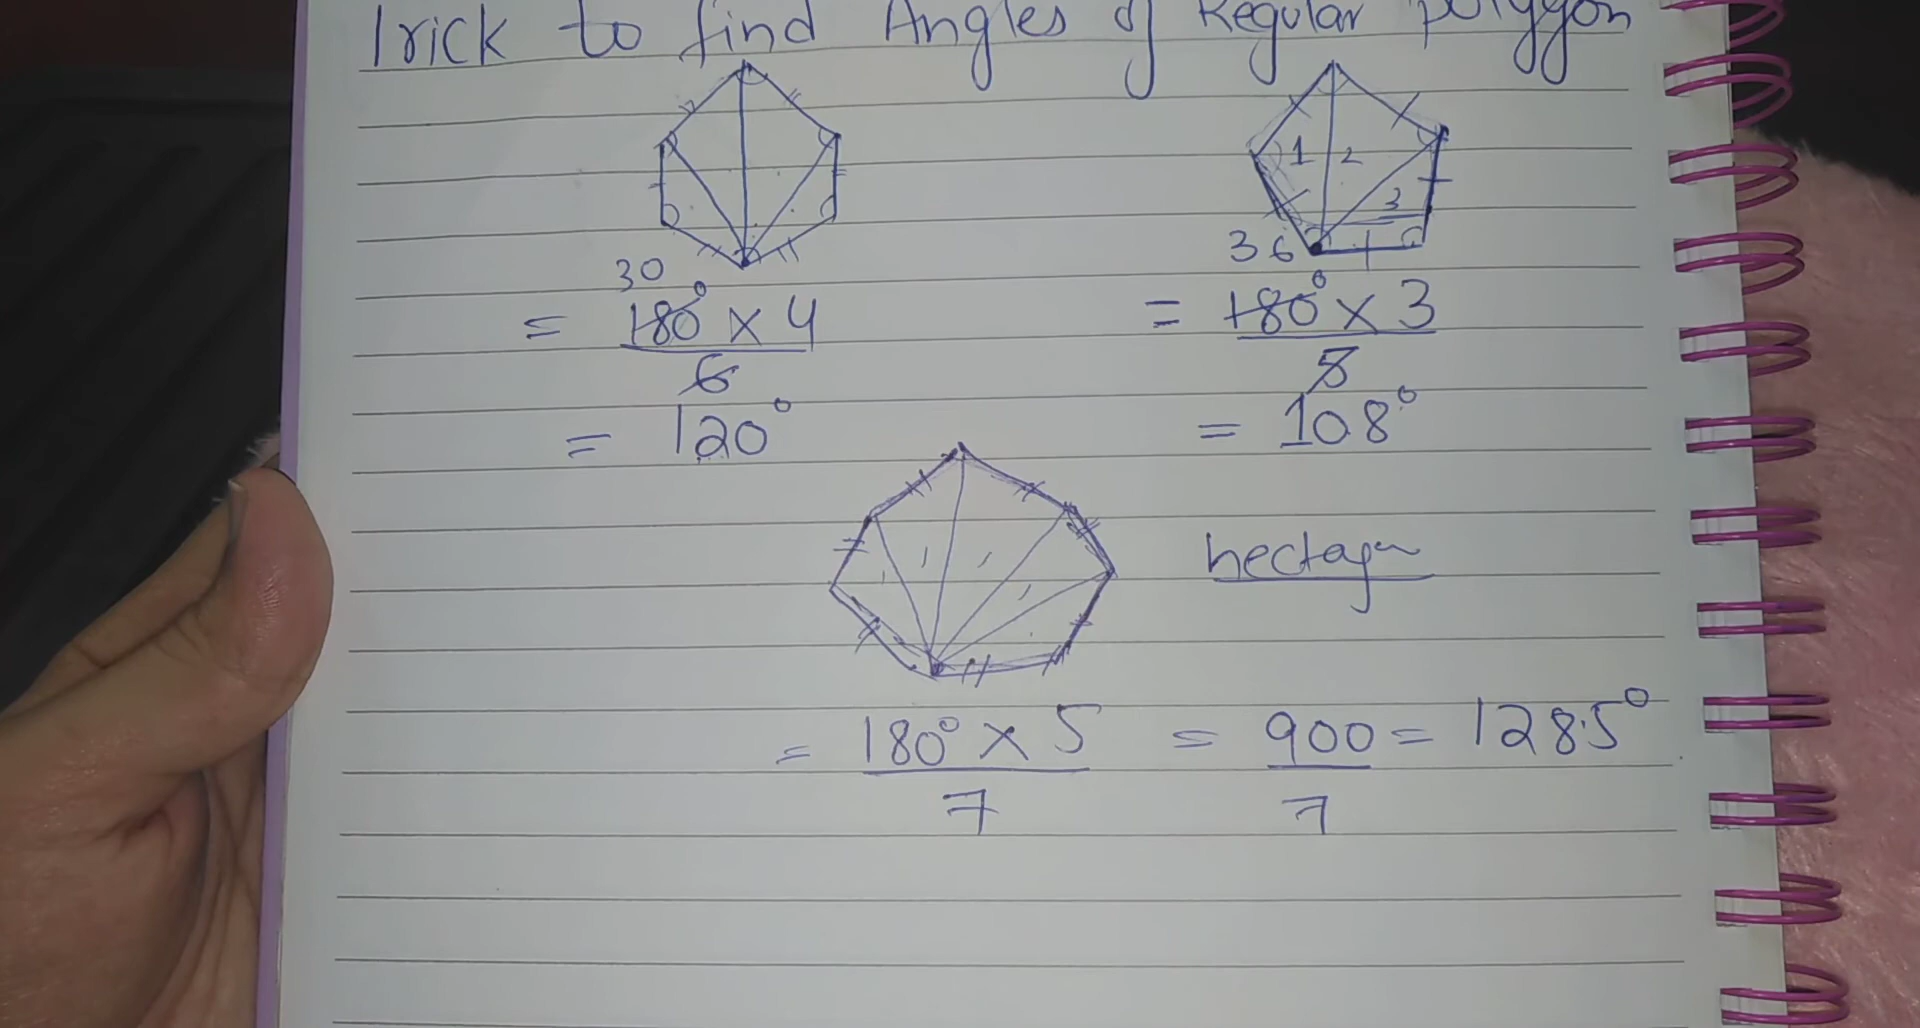 Trick to find Angles of Regular polygon
1 2
3
30
= 180° × 4
6
= 120°
36
= 180° × 3
5
= 108°
hectagon
= 180° × 5 = 900 = 128.5°
7 7